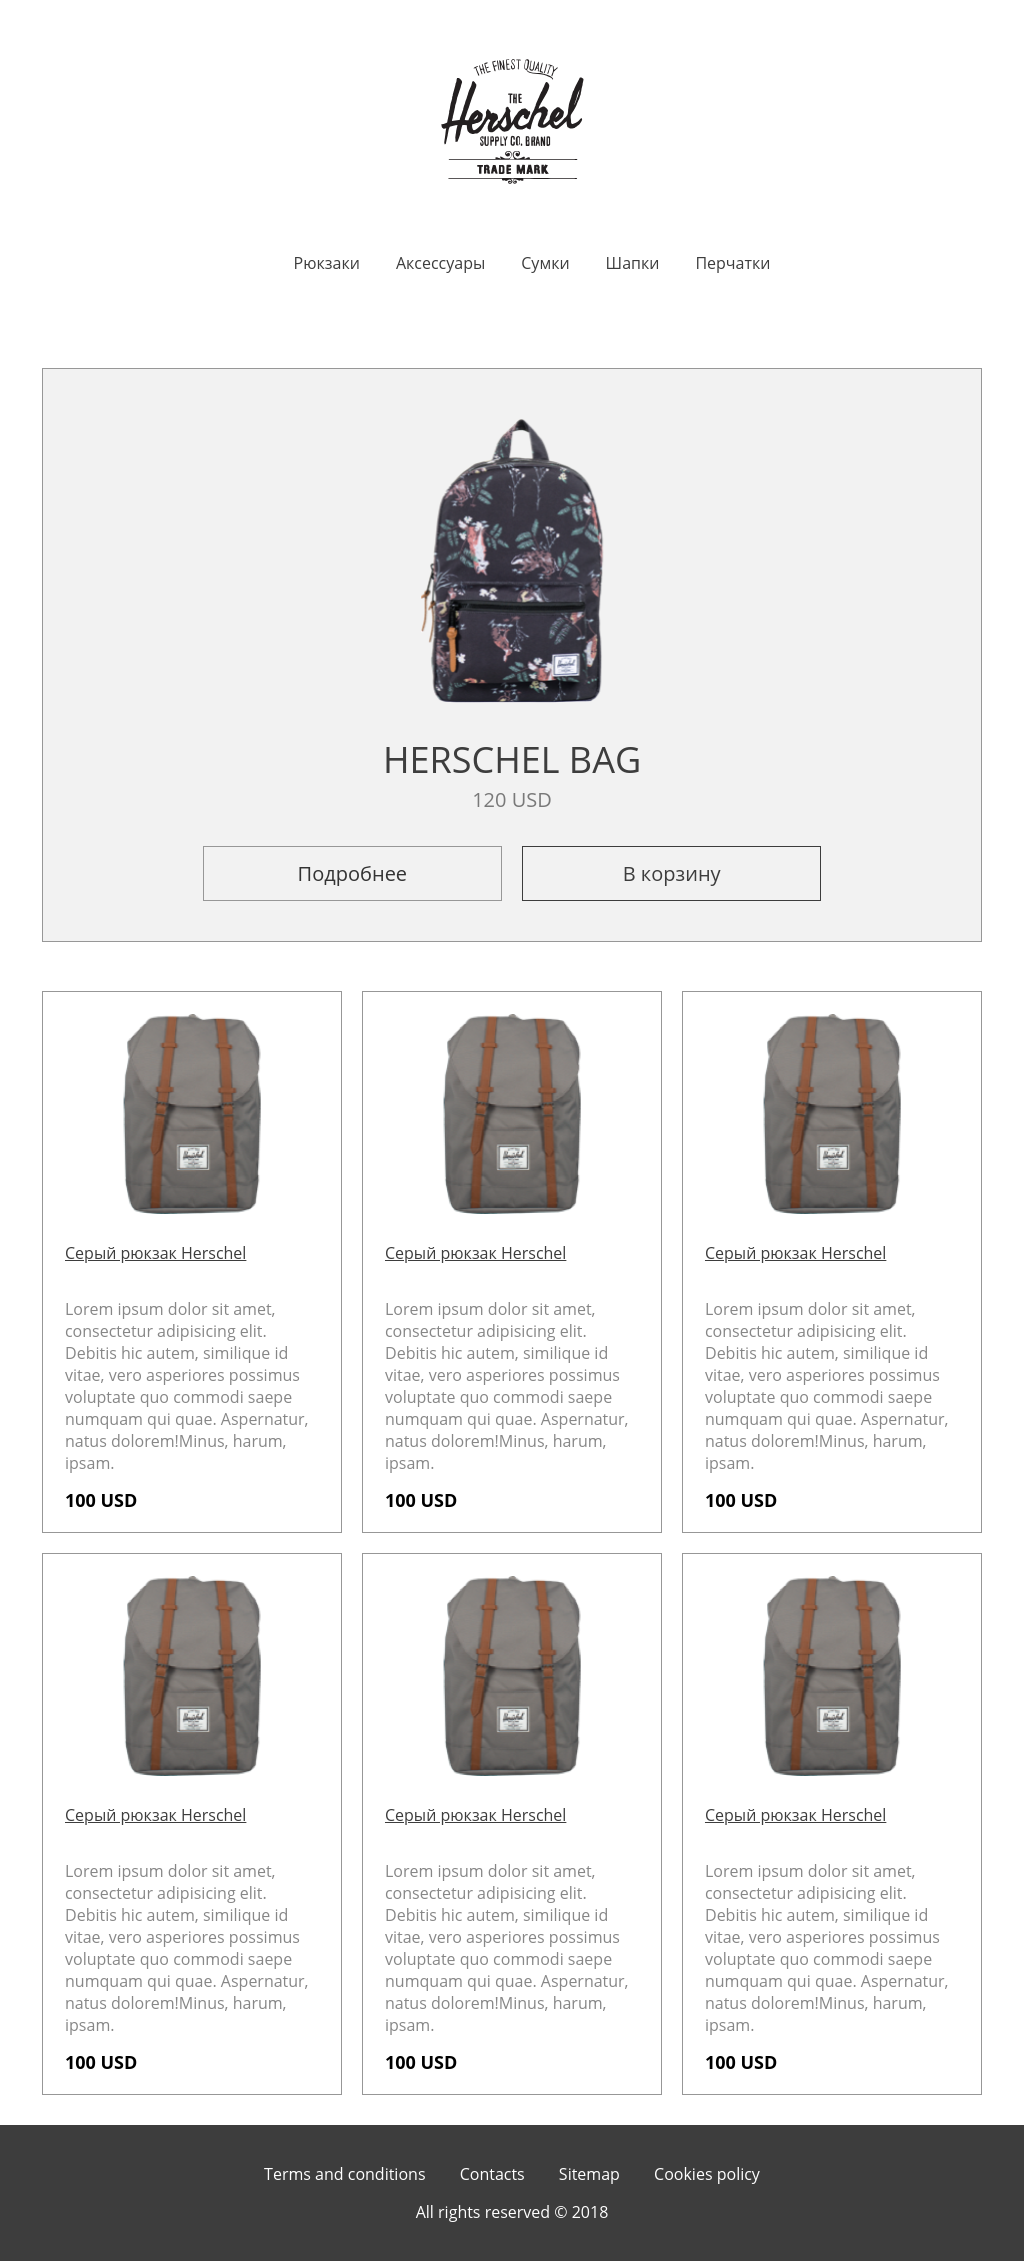 THE FINEST QUALITY
THE
Herschel
SUPPLY CO. BRAND
TRADE MARK
Рюкзаки Аксессуары Сумки Шапки Перчатки
Herschel
HERSCHEL BAG
120 USD
Подробнее В корзину
Herschel Herschel Herschel
Серый рюкзак Herschel Серый рюкзак Herschel Серый рюкзак Herschel
Lorem ipsum dolor sit amet,
consectetur adipisicing elit.
Debitis hic autem, similique id
vitae, vero asperiores possimus
voluptate quo commodi saepe
numquam qui quae. Aspernatur,
natus dolorem!Minus, harum,
ipsam.
100 USD
Lorem ipsum dolor sit amet,
consectetur adipisicing elit.
Debitis hic autem, similique id
vitae, vero asperiores possimus
voluptate quo commodi saepe
numquam qui quae. Aspernatur,
natus dolorem!Minus, harum,
ipsam.
100 USD
Lorem ipsum dolor sit amet,
consectetur adipisicing elit.
Debitis hic autem, similique id
vitae, vero asperiores possimus
voluptate quo commodi saepe
numquam qui quae. Aspernatur,
natus dolorem!Minus, harum,
ipsam.
100 USD
Herschel Herschel Herschel
Серый рюкзак Herschel Серый рюкзак Herschel Серый рюкзак Herschel
Lorem ipsum dolor sit amet,
consectetur adipisicing elit.
Debitis hic autem, similique id
vitae, vero asperiores possimus
voluptate quo commodi saepe
numquam qui quae. Aspernatur,
natus dolorem!Minus, harum,
ipsam.
100 USD
Lorem ipsum dolor sit amet,
consectetur adipisicing elit.
Debitis hic autem, similique id
vitae, vero asperiores possimus
voluptate quo commodi saepe
numquam qui quae. Aspernatur,
natus dolorem!Minus, harum,
ipsam.
100 USD
Lorem ipsum dolor sit amet,
consectetur adipisicing elit.
Debitis hic autem, similique id
vitae, vero asperiores possimus
voluptate quo commodi saepe
numquam qui quae. Aspernatur,
natus dolorem!Minus, harum,
ipsam.
100 USD
Terms and conditions Contacts Sitemap Cookies policy
All rights reserved © 2018